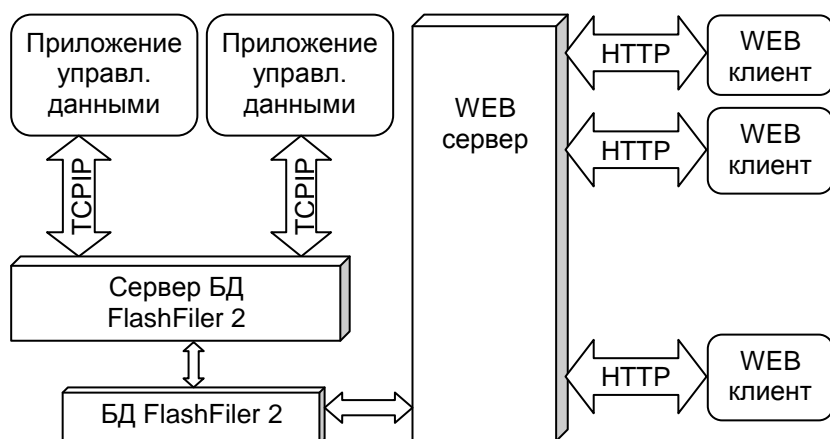 Приложение
управл.
данными
Приложение
управл.
данными
TCPIP
TCPIP
Сервер БД
FlashFiler 2
БД FlashFiler 2
WEB
сервер
HTTP
WEB
клиент
HTTP
WEB
клиент
HTTP
WEB
клиент